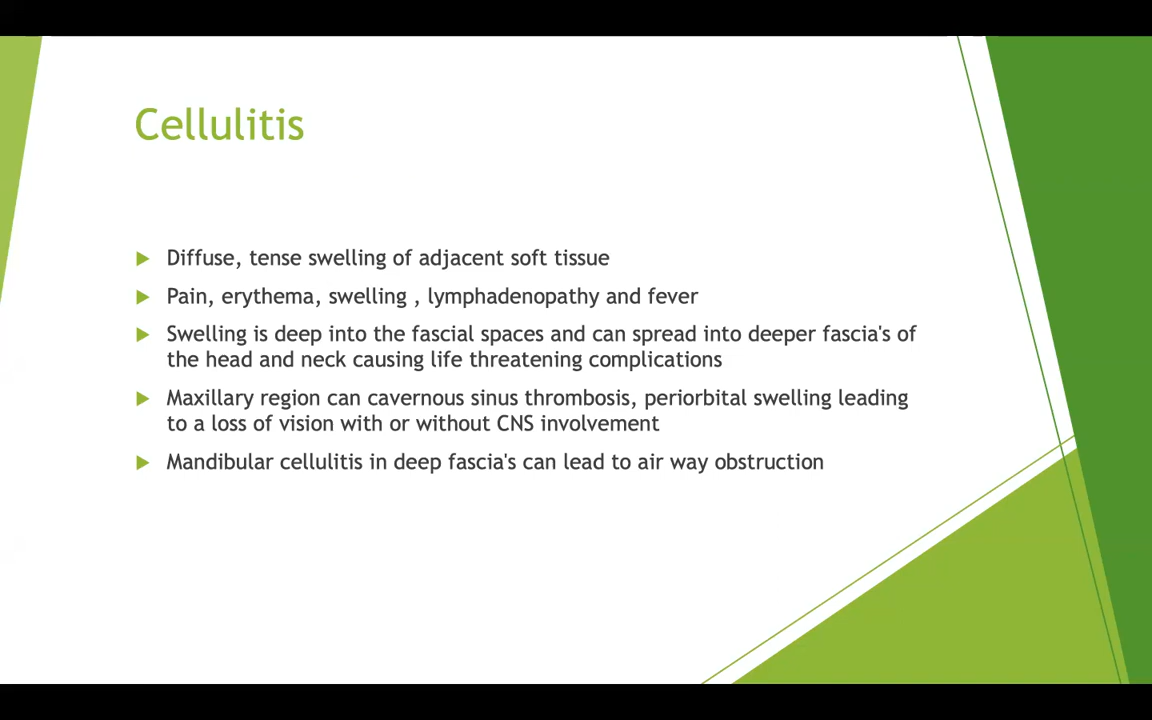 Cellulitis
Diffuse, tense swelling of adjacent soft tissue
Pain, erythema, swelling , lymphadenopathy and fever
Swelling is deep into the fascial spaces and can spread into deeper fascia's of
the head and neck causing life threatening complications
Maxillary region can cavernous sinus thrombosis, periorbital swelling leading
to a loss of vision with or without CNS involvement
Mandibular cellulitis in deep fascia's can lead to air way obstruction